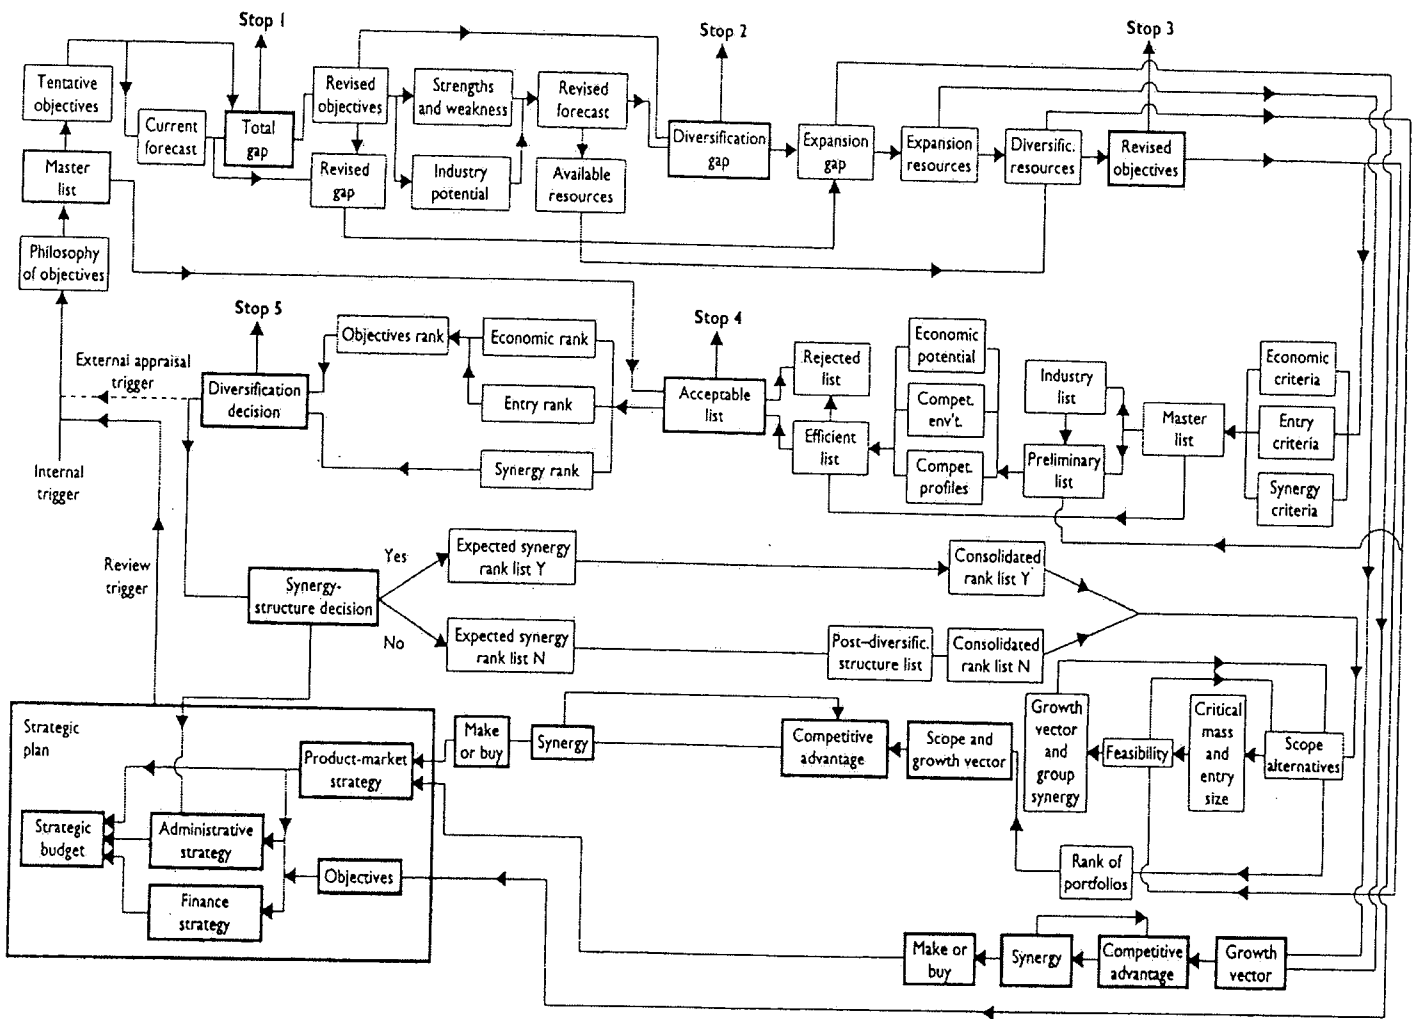 Stop 1
Stop 2
Stop 3
Tentative
objectives
Current
forecast
Total
gap
Revised
objectives
Strengths
and weakness
Revised
forecast
Diversification
gap
Expansion
gap
Expansion
resources
Diversific.
resources
Revised
objectives
Master
list
Revised
gap
Industry
potential
Available
resources
Philosophy
of objectives
Stop 5
Stop 4
External appraisal
trigger
Diversification
decision
Objectives rank
Economic rank
Entry rank
Synergy rank
Acceptable
list
Rejected
list
Efficient
list
Economic
potential
Compet.
env't.
Compet.
profiles
Industry
list
Preliminary
list
Master
list
Economic
criteria
Entry
criteria
Synergy
criteria
Internal
trigger
Review
trigger
Synergy-
structure decision
Yes
No
Expected synergy
rank list Y
Expected synergy
rank list N
Consolidated
rank list Y
Post-diversific.
structure list
Consolidated
rank list N
Strategic
plan
Product-market
strategy
Make
or buy
Synergy
Competitive
advantage
Scope and
growth vector
Growth
vector
and
group
synergy
Feasibility
Critical
mass and
entry
size
Scope
alternatives
Strategic
budget
Administrative
strategy
Finance
strategy
Objectives
Rank of
portfolios
Make or
buy
Synergy
Competitive
advantage
Growth
vector